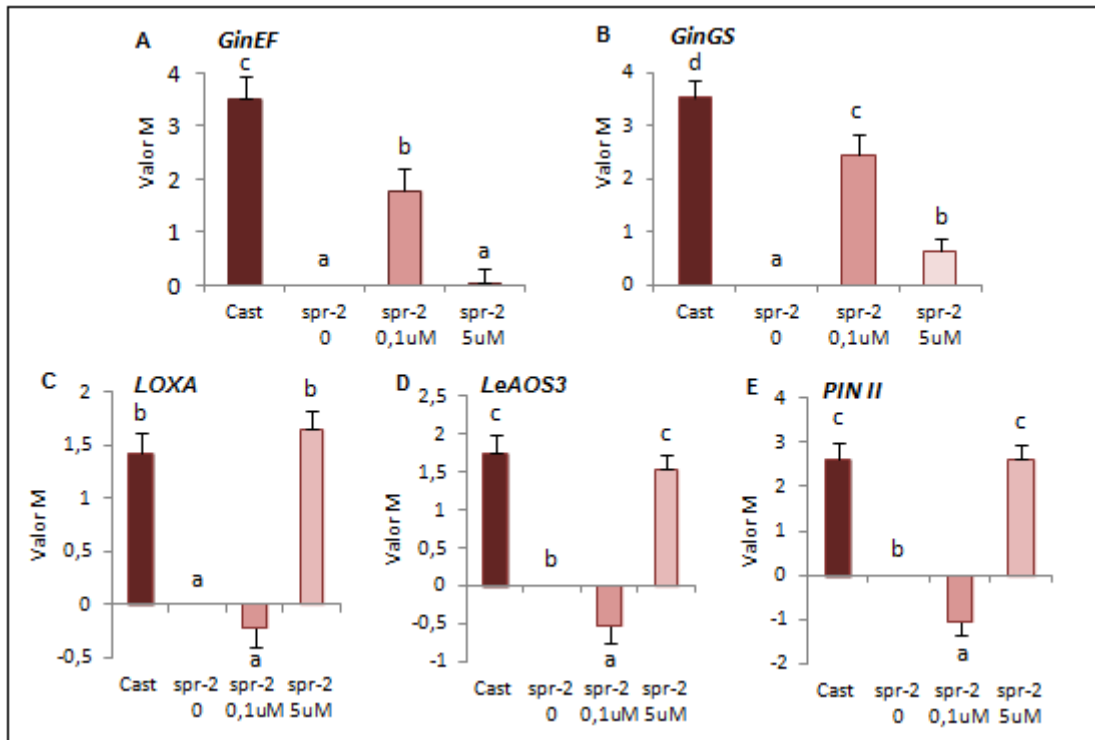 A GinEF
c
4
3
2
1
0
Valor M
a
b
a
Cast spr-2 spr-2 spr-2
0 0,1uM 5uM
B GinGS
d
4
3
2
1
0
Valor M
a
c
b
Cast spr-2 spr-2 spr-2
0 0,1uM 5uM
C LOXA
2
1,5
1
0,5
0
-0,5
Valor M
b
a
a
b
Cast spr-2 spr-2 spr-2
0 0,1uM 5uM
D LeAOS3
2,5
2
1,5
1
0,5
0
-0,5
-1
Valor M
c
b
a
c
Cast spr-2 spr-2 spr-2
0 0,1uM 5uM
E PIN II
4
3
2
1
0
-1
-2
Valor M
c
b
a
c
Cast spr-2 spr-2 spr-2
0 0,1uM 5uM